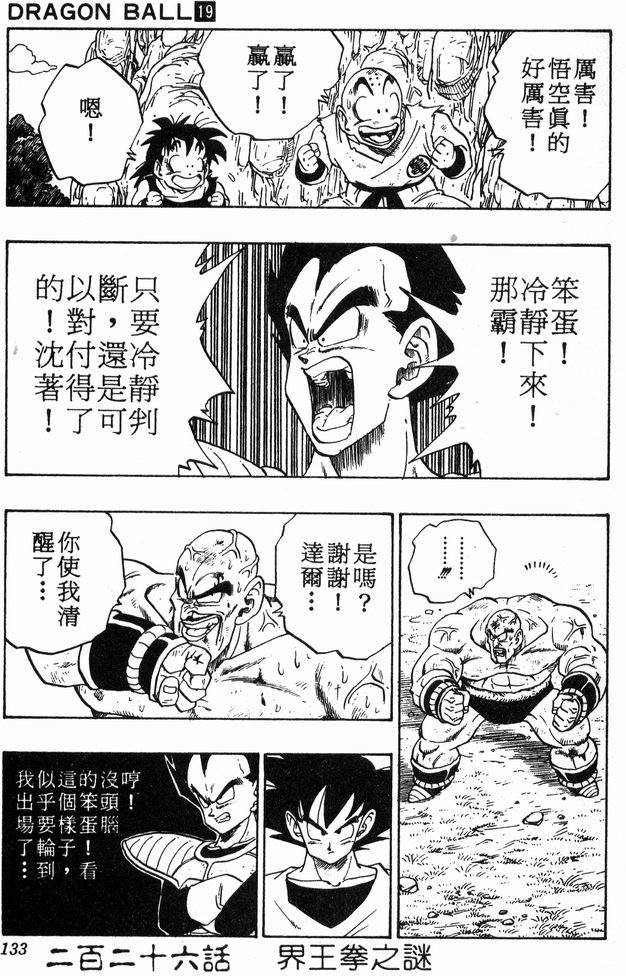 DRAGON BALL 19
厲害！
悟空眞的
好厲害！
贏了！
贏了！
嗯！
笨蛋！
冷靜下來！
那霸！
只要冷靜判
斷，還是可
以對付得了
的！沈著！
………
……!!!
是嗎？
謝謝！
達爾…
你使我清
醒了…
哼！
沒頭腦
的笨蛋！看
這個樣子，
似乎要輪到
我出場了…
133
二百二十六話 界王拳之謎